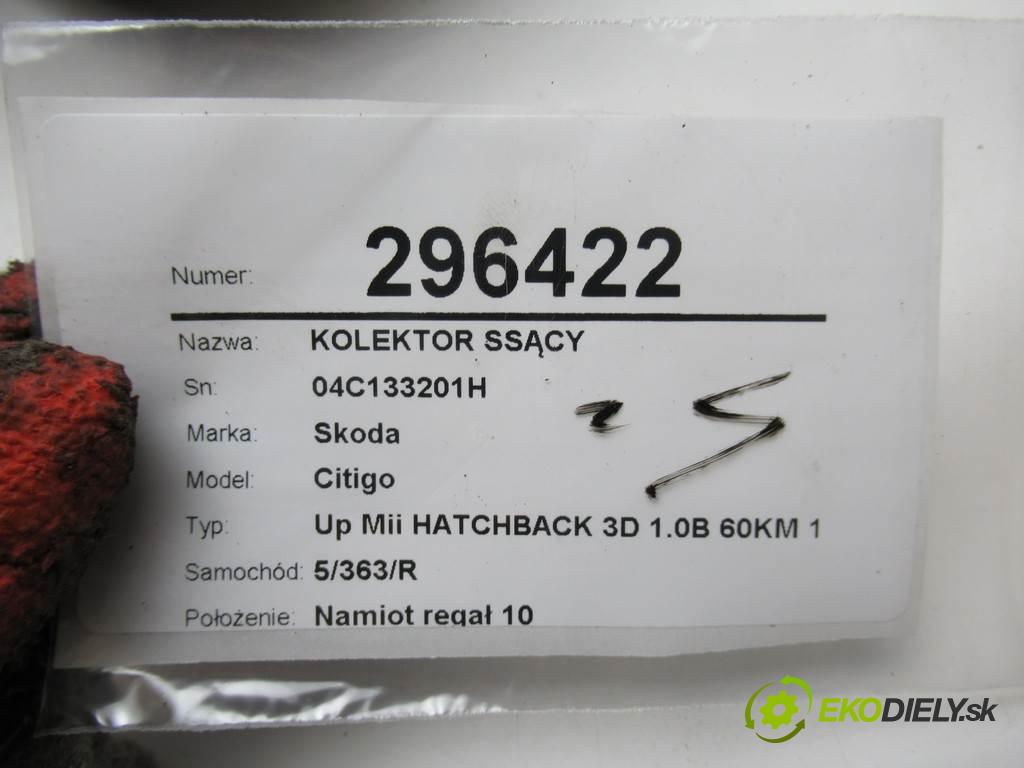 Numer: 296422
Nazwa: KOLEKTOR SSĄCY
Sn: 04C133201H
Marka: Skoda
Model: Citigo
Typ: Up Mii HATCHBACK 3D 1.0B 60KM 1
Samochód: 5/363/R
Położenie: Namiot regał 10
EKODIELY.sk